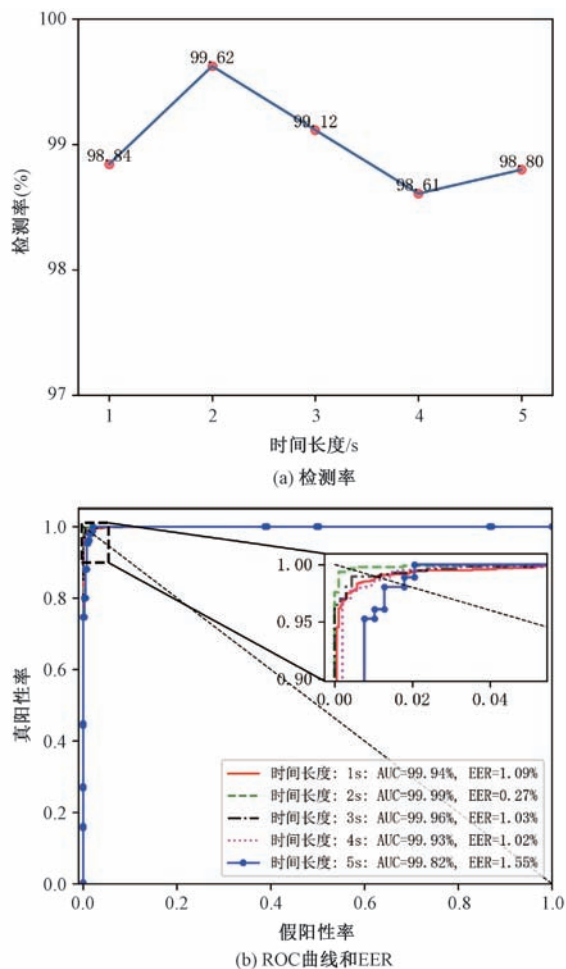 100
99.62
99.12
99
98.84
98.80
98.61
98
97
检测率(%)
1 2 3 4 5
时间长度/s
(a) 检测率
1.0
0.8
0.6
0.4
0.2
0.0
真阳性率
1.00
0.95
0.90
0.00 0.02 0.04
时间长度: 1s: AUC=99.94%, EER=1.09%
时间长度: 2s: AUC=99.99%, EER=0.27%
时间长度: 3s: AUC=99.96%, EER=1.03%
时间长度: 4s: AUC=99.93%, EER=1.02%
时间长度: 5s: AUC=99.82%, EER=1.55%
0.0 0.2 0.4 0.6 0.8 1.0
假阳性率
(b) ROC曲线和EER